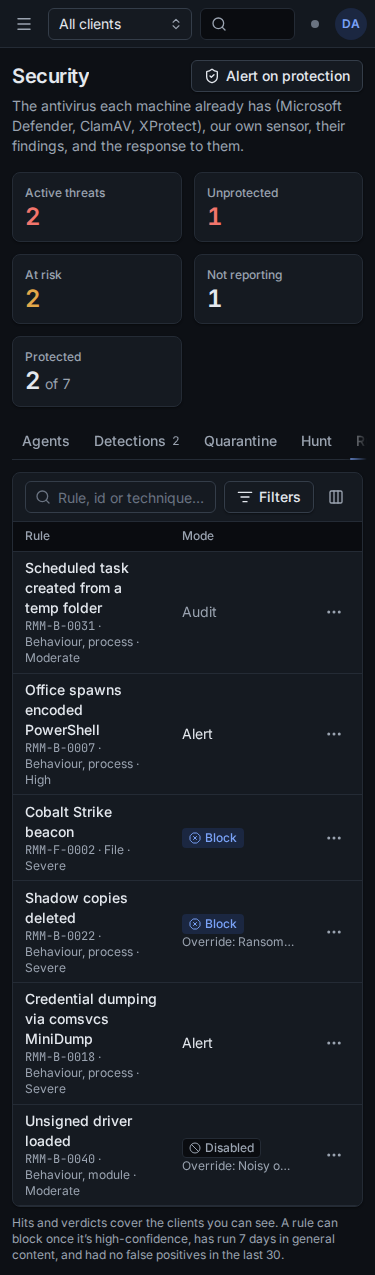 All clients
DA
Security
Alert on protection
The antivirus each machine already has (Microsoft
Defender, ClamAV, XProtect), our own sensor, their
findings, and the response to them.
Active threats
2
Unprotected
1
At risk
2
Not reporting
1
Protected
2 of 7
Agents Detections 2 Quarantine Hunt R
Rule, id or technique...
Filters
Rule Mode
Scheduled task
created from a
temp folder
RMM-B-0031 ·
Behaviour, process ·
Moderate
Audit
Office spawns
encoded
PowerShell
RMM-B-0007 ·
Behaviour, process ·
High
Alert
Cobalt Strike
beacon
RMM-F-0002 · File ·
Severe
Block
Shadow copies
deleted
RMM-B-0022 ·
Behaviour, process ·
Severe
Block
Override: Ransom...
Credential dumping
via comsvcs
MiniDump
RMM-B-0018 ·
Behaviour, process ·
Severe
Alert
Unsigned driver
loaded
RMM-B-0040 ·
Behaviour, module ·
Moderate
Disabled
Override: Noisy o...
Hits and verdicts cover the clients you can see. A rule can
block once it's high-confidence, has run 7 days in general
content, and had no false positives in the last 30.